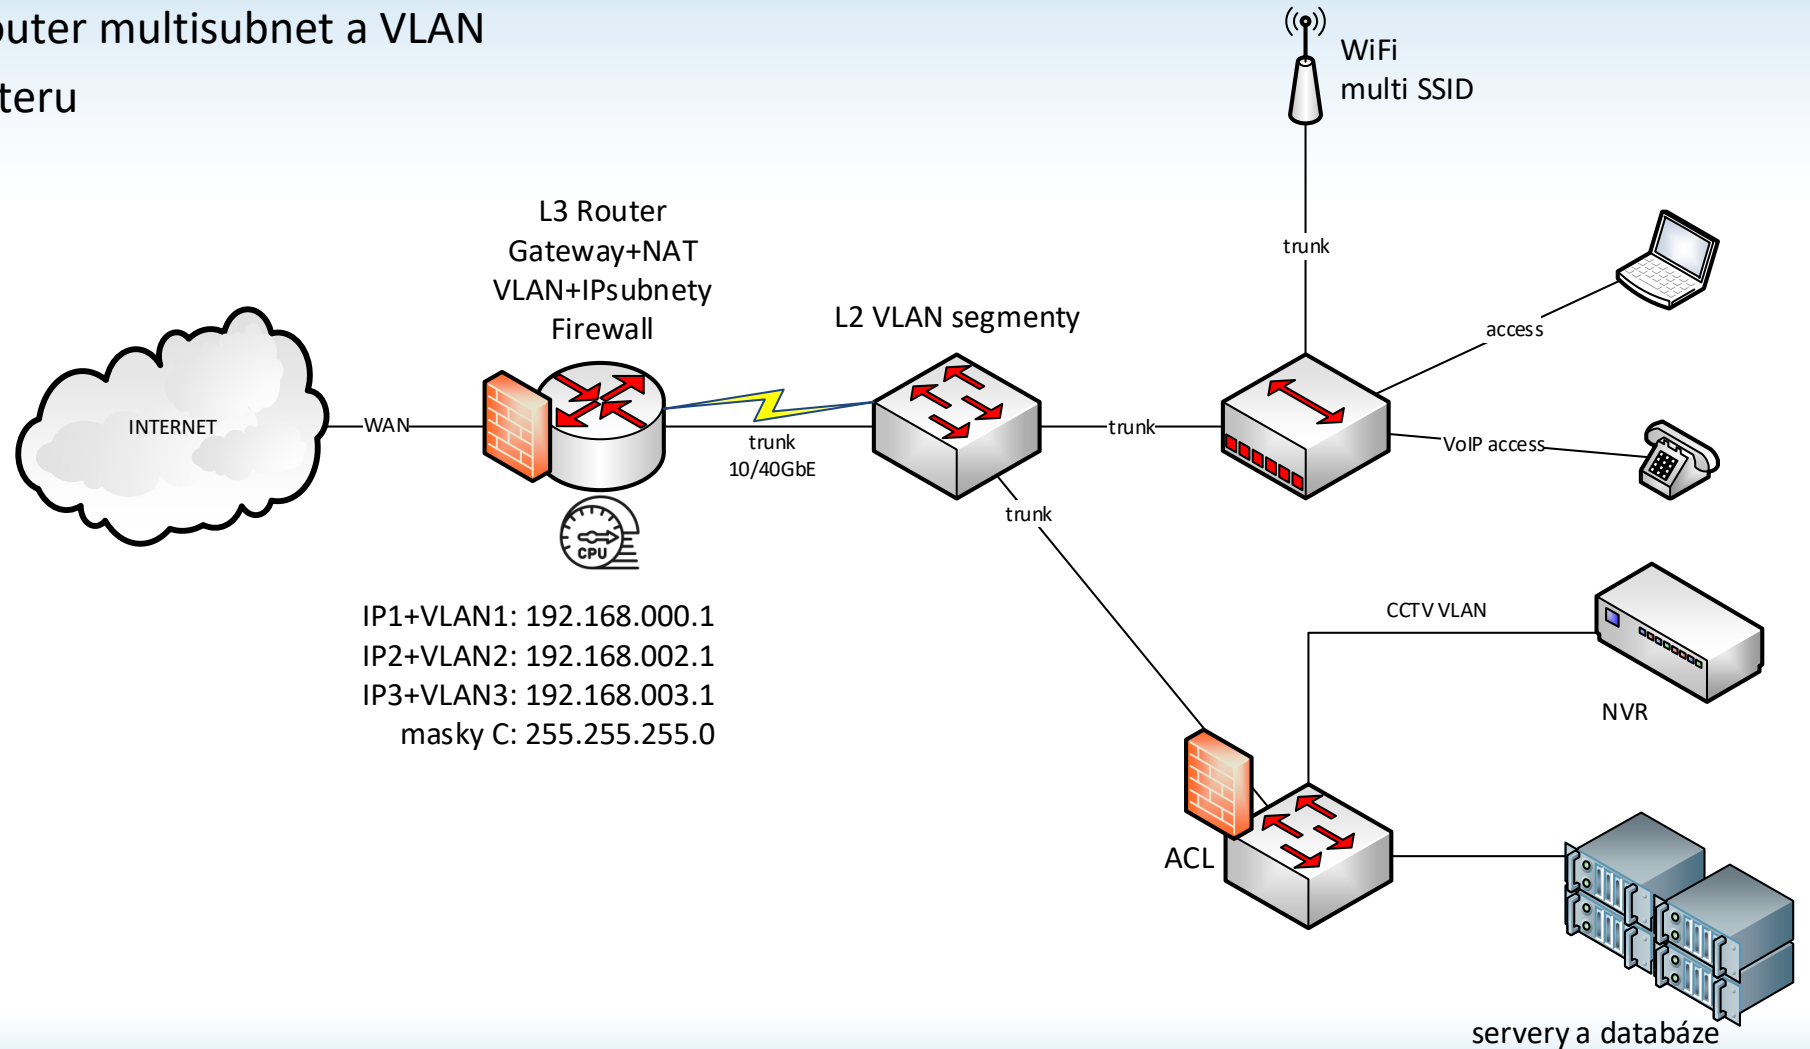 outer multisubnet a VLAN
teru
WiFi
multi SSID
trunk
L3 Router
Gateway+NAT
VLAN+IPsubnety
Firewall
L2 VLAN segmenty
access
INTERNET
WAN
trunk
10/40GbE
trunk
VoIP access
trunk
CPU
IP1+VLAN1: 192.168.000.1
IP2+VLAN2: 192.168.002.1
IP3+VLAN3: 192.168.003.1
masky C: 255.255.255.0
CCTV VLAN
NVR
ACL
servery a databáze